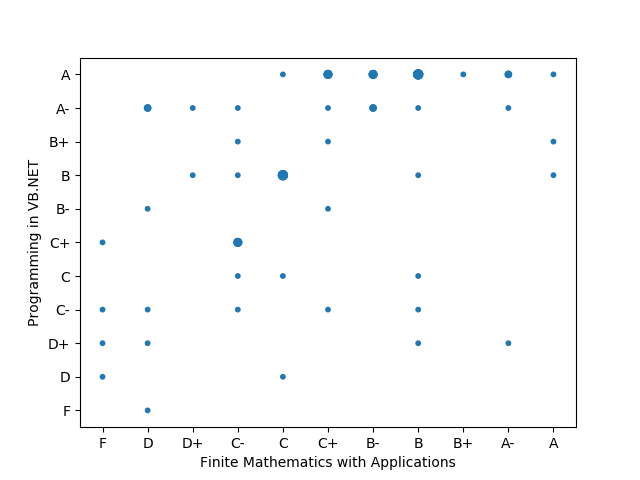 A
A-
B+
B
B-
C+
C
C-
D+
D
F
Programming in VB.NET
F D D+ C- C C+ B- B B+ A- A
Finite Mathematics with Applications